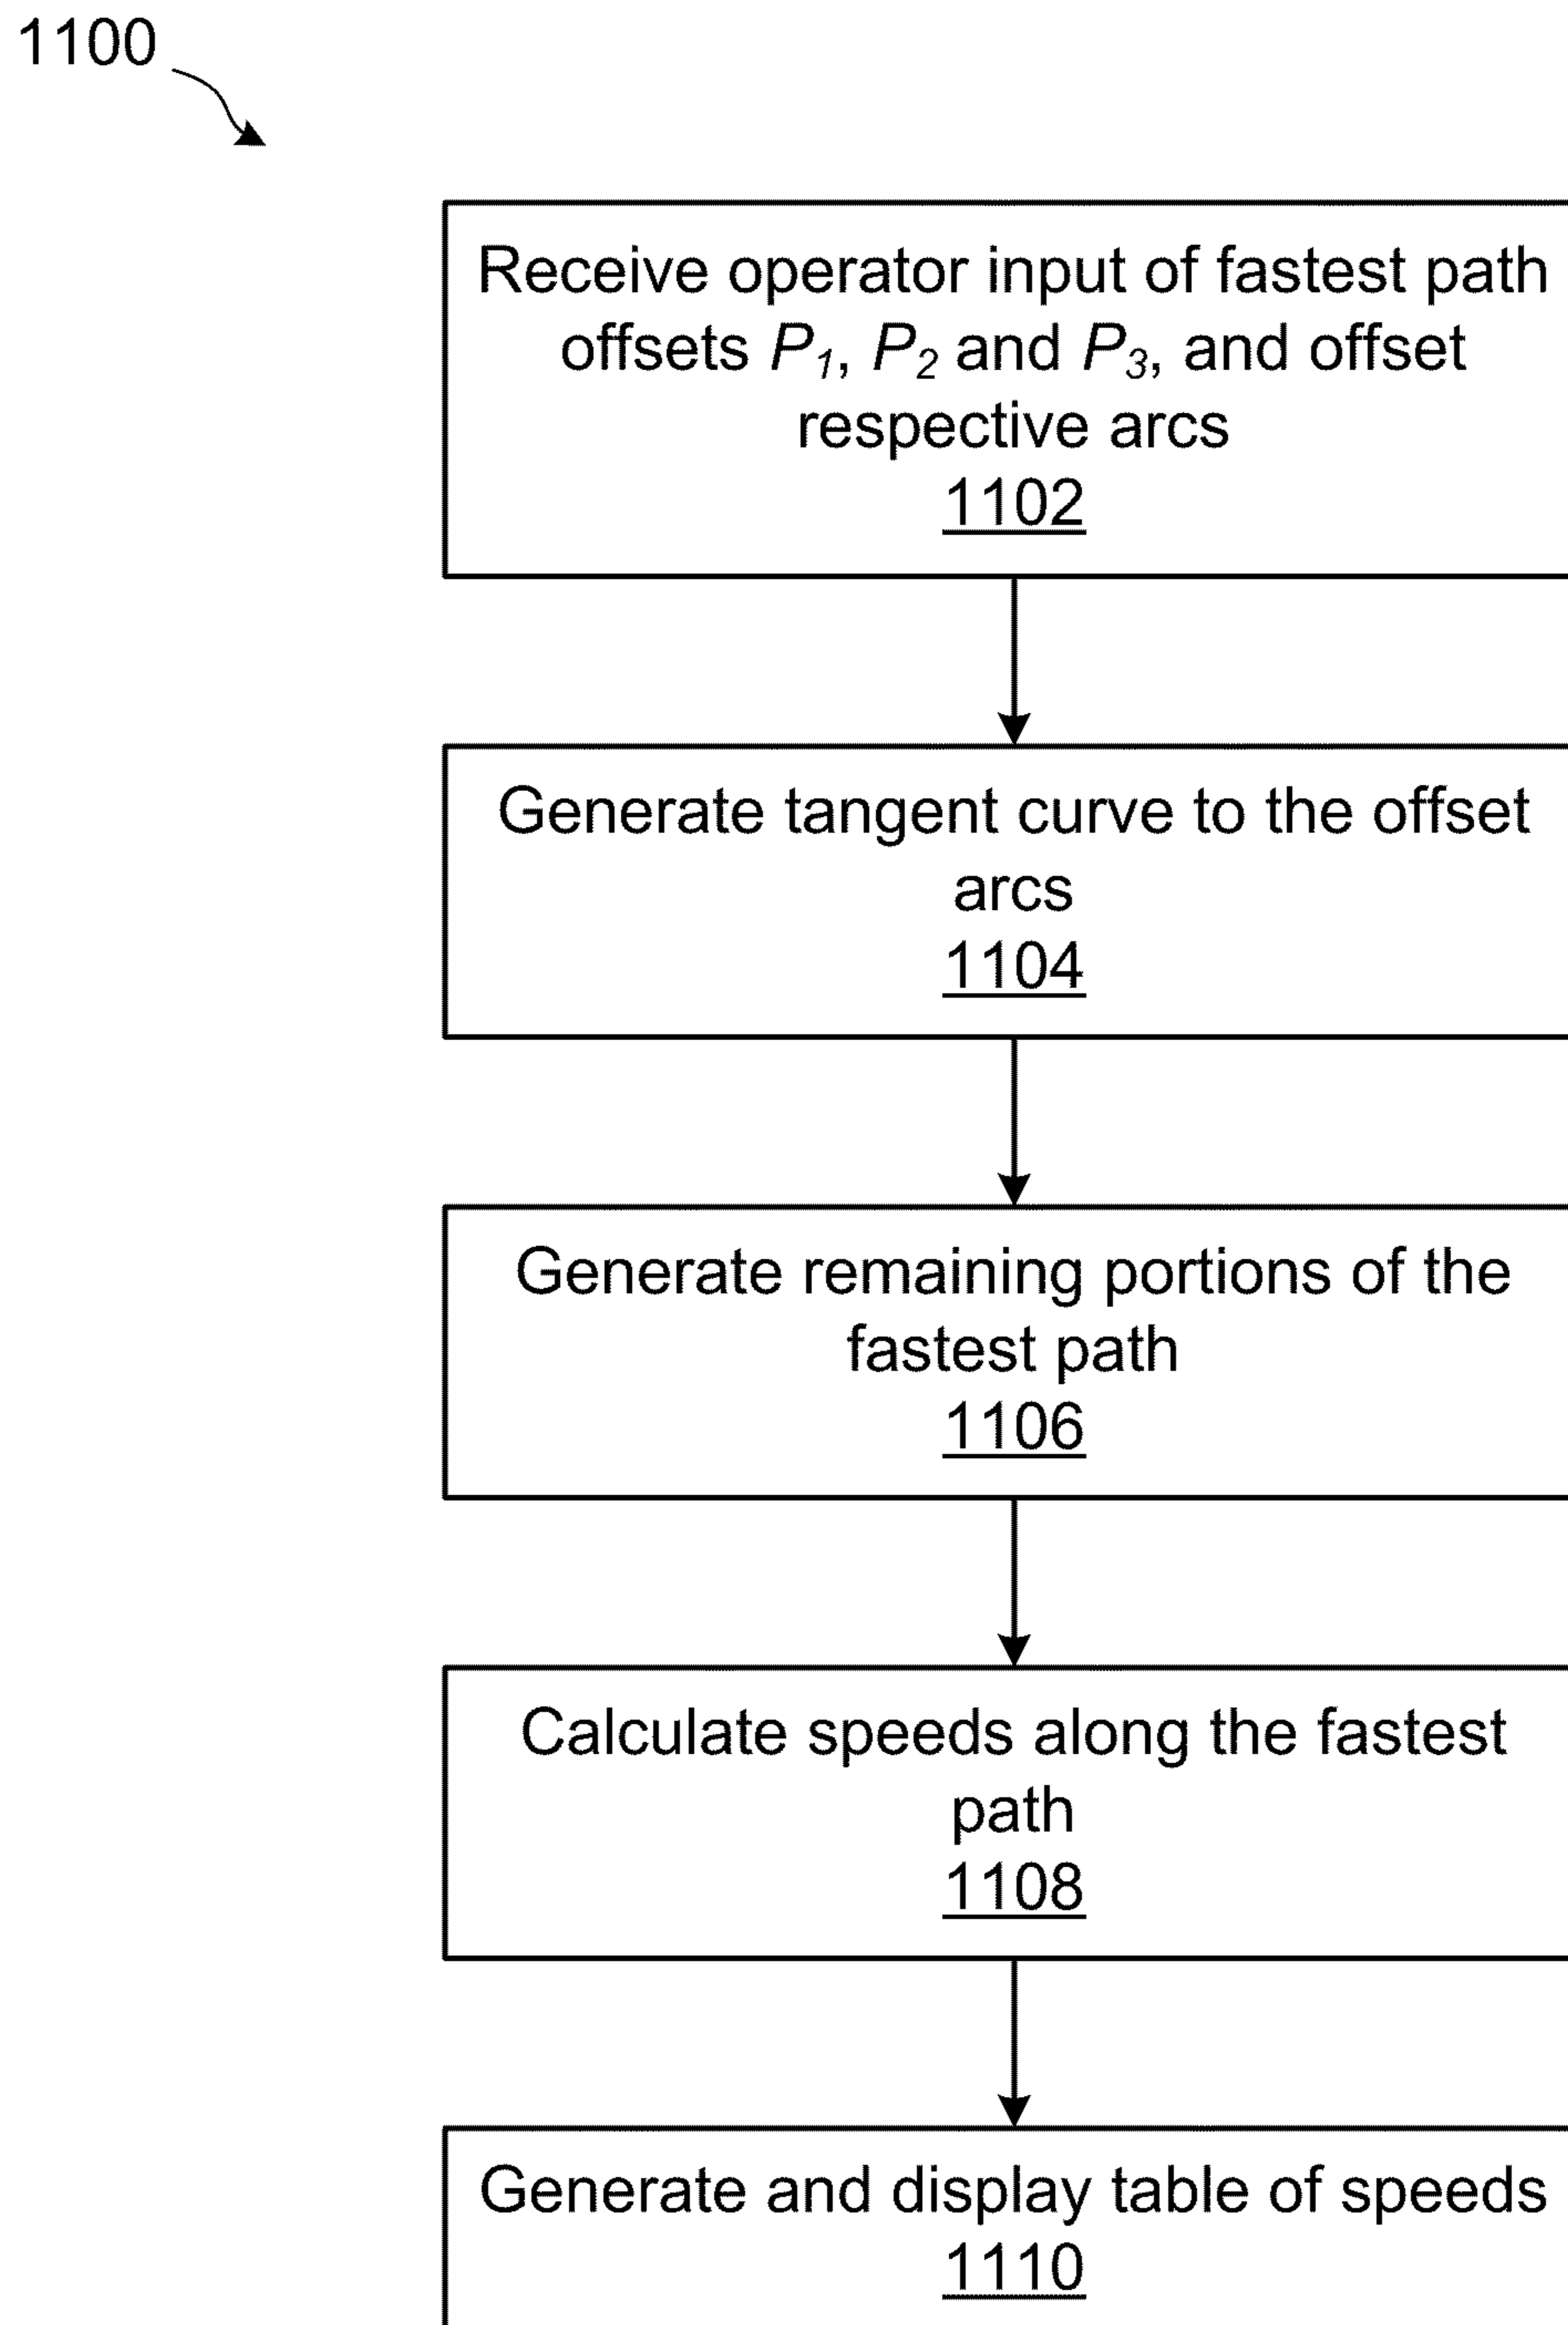 1100
Receive operator input of fastest path
offsets P1, P2 and P3, and offset
respective arcs
1102
Generate tangent curve to the offset
arcs
1104
Generate remaining portions of the
fastest path
1106
Calculate speeds along the fastest
path
1108
Generate and display table of speeds
1110